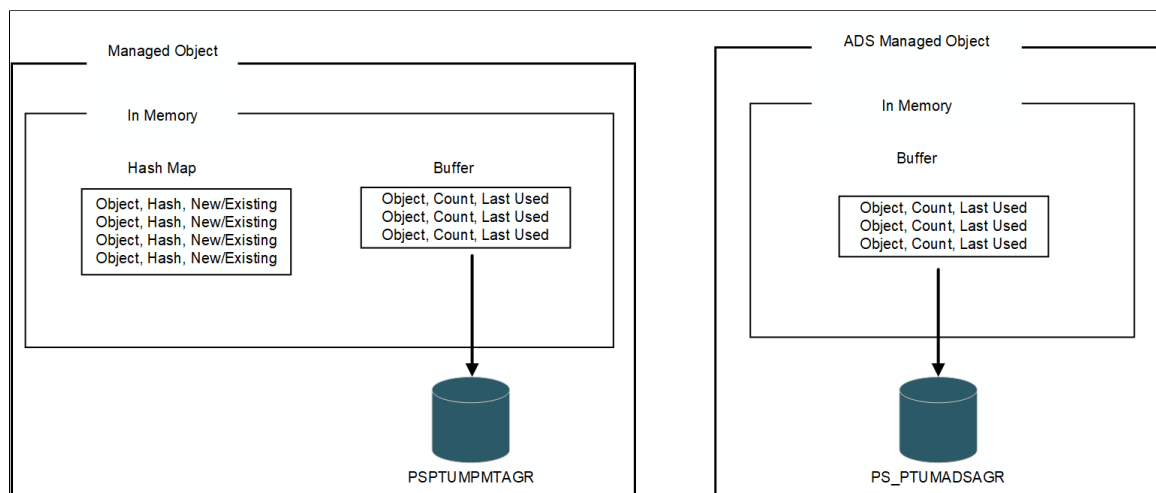 Managed Object
In Memory
Hash Map
Object, Hash, New/Existing
Object, Hash, New/Existing
Object, Hash, New/Existing
Object, Hash, New/Existing
Buffer
Object, Count, Last Used
Object, Count, Last Used
Object, Count, Last Used
PSPTUMPMTAGR
ADS Managed Object
In Memory
Buffer
Object, Count, Last Used
Object, Count, Last Used
Object, Count, Last Used
PS_PTUMADSAGR